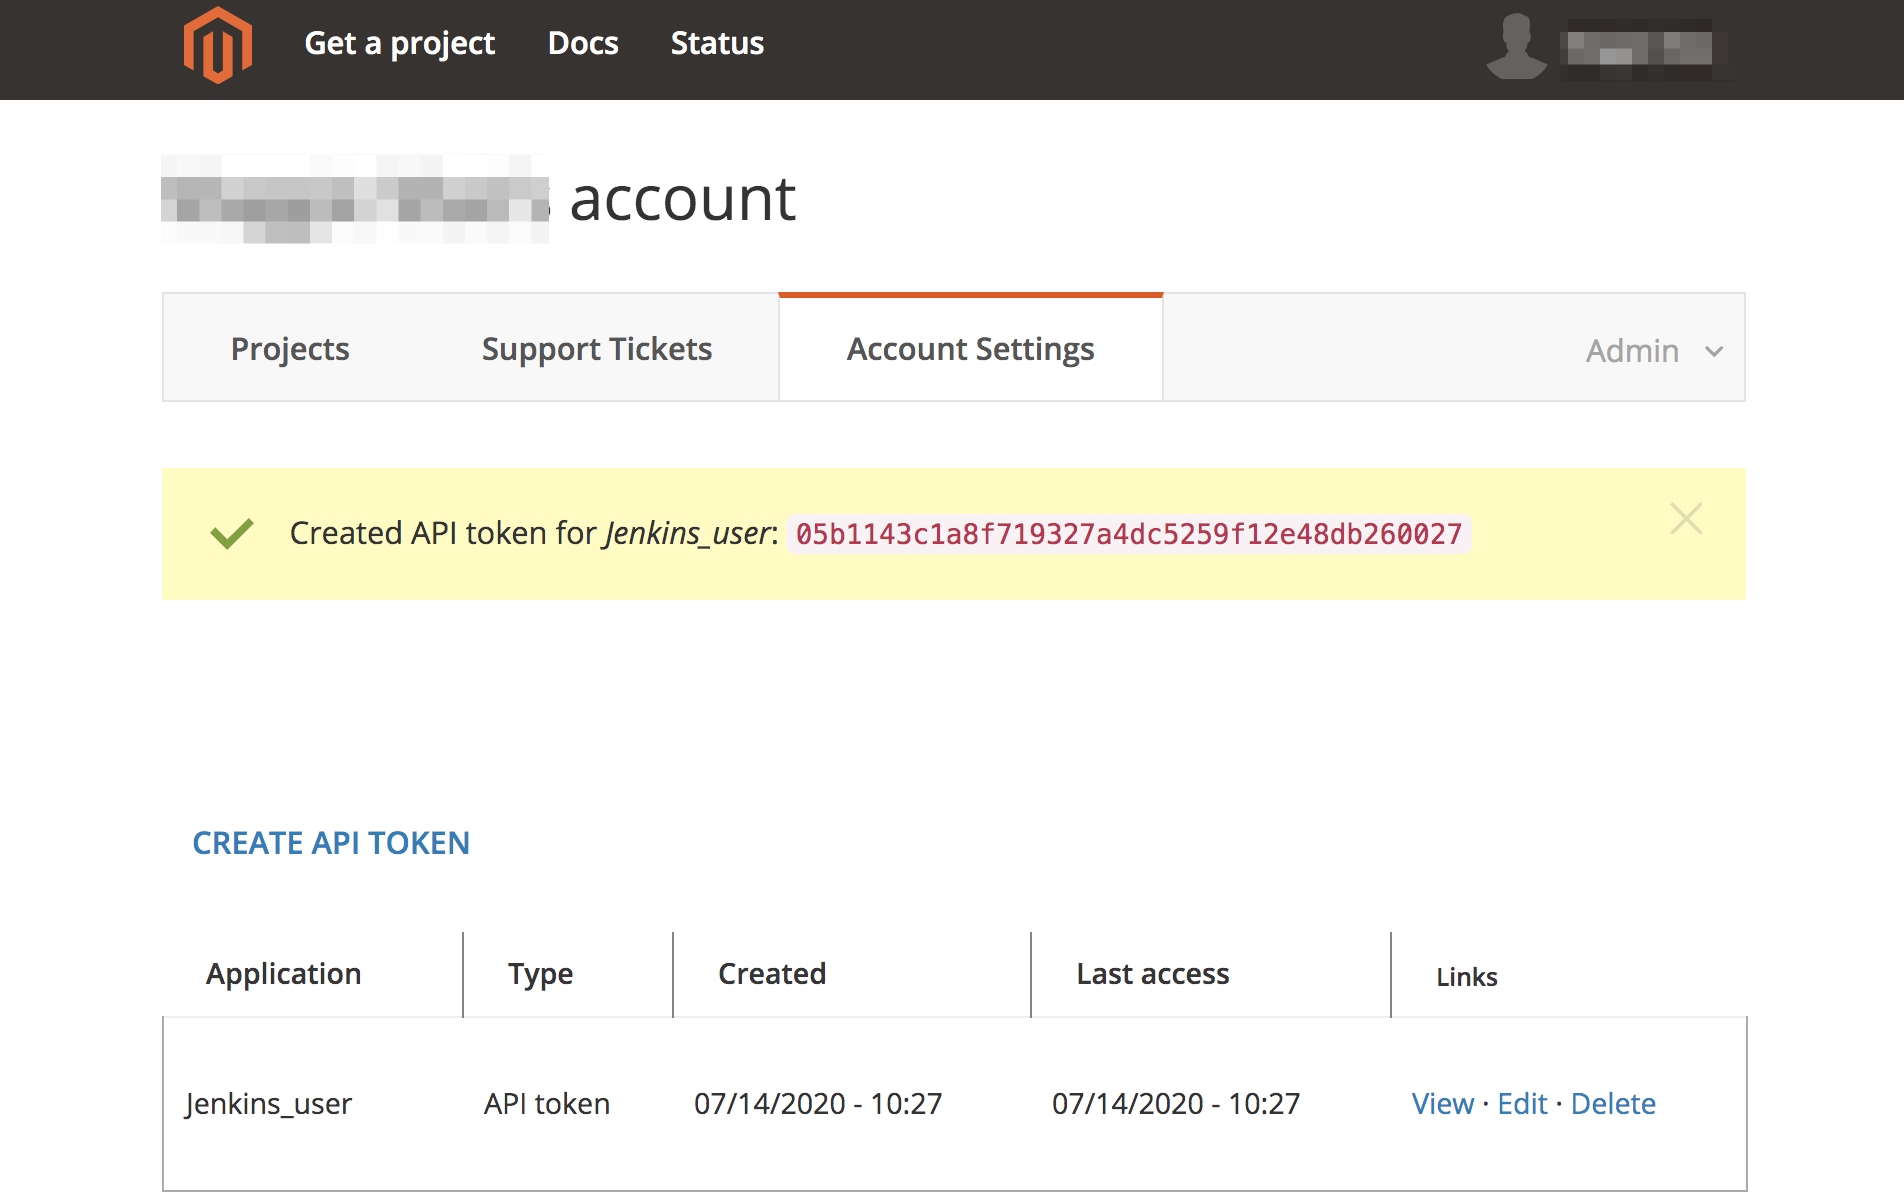 Get a project Docs Status
account
Projects Support Tickets Account Settings Admin
Created API token for Jenkins_user: 05b1143c1a8f719327a4dc5259f12e48db260027
CREATE API TOKEN
Application Type Created Last access Links
Jenkins_user API token 07/14/2020 - 10:27 07/14/2020 - 10:27 View · Edit · Delete